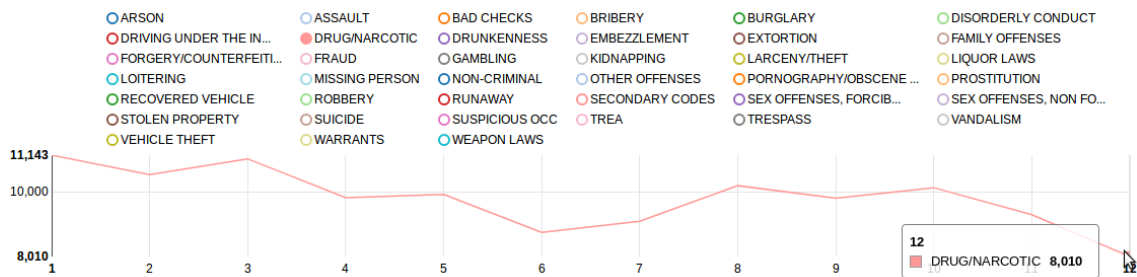 ARSON ASSAULT BAD CHECKS BRIBERY BURGLARY DISORDERLY CONDUCT
DRIVING UNDER THE IN... DRUG/NARCOTIC DRUNKENNESS EMBEZZLEMENT EXTORTION FAMILY OFFENSES
FORGERY/COUNTERFEITI... FRAUD GAMBLING KIDNAPPING LARCENY/THEFT LIQUOR LAWS
LOITERING MISSING PERSON NON-CRIMINAL OTHER OFFENSES PORNOGRAPHY/OBSCENE ... PROSTITUTION
RECOVERED VEHICLE ROBBERY RUNAWAY SECONDARY CODES SEX OFFENSES, FORCIB... SEX OFFENSES, NON FO...
STOLEN PROPERTY SUICIDE SUSPICIOUS OCC TREA TRESPASS VANDALISM
VEHICLE THEFT WARRANTS WEAPON LAWS
11,143
10,000
8,010
12
DRUG/NARCOTIC 8,010
1 2 3 4 5 6 7 8 9 10 11 12